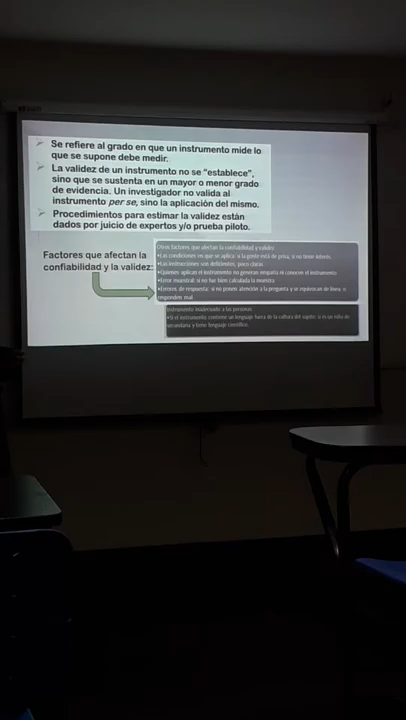 Se refiere al grado en que un instrumento mide lo
que se supone debe medir.
La validez de un instrumento no se “establece”,
sino que se sustenta en un mayor o menor grado
de evidencia. Un investigador no valida al
instrumento per se, sino la aplicación del mismo.
Procedimientos para estimar la validez están
dados por juicio de expertos y/o prueba piloto.
Factores que afectan la
confiabilidad y la validez:
Otros factores que afectan la confiabilidad y validez
•Las condiciones en que se aplica: si la gente está de prisa, si no tiene interés.
•Las instrucciones son deficientes, poco claras
•Quienes aplican el instrumento no generan empatía ni conocen el instrumento
•Error muestral: si no fue bien calculada la muestra
•Errores de respuesta: si no ponen atención a la pregunta y se equivocan de línea o
responden mal
Instrumento inadecuado a las personas
•Si el instrumento contiene un lenguaje fuera de la cultura del sujeto: si es un niño de
secundaria y tiene lenguaje científico.